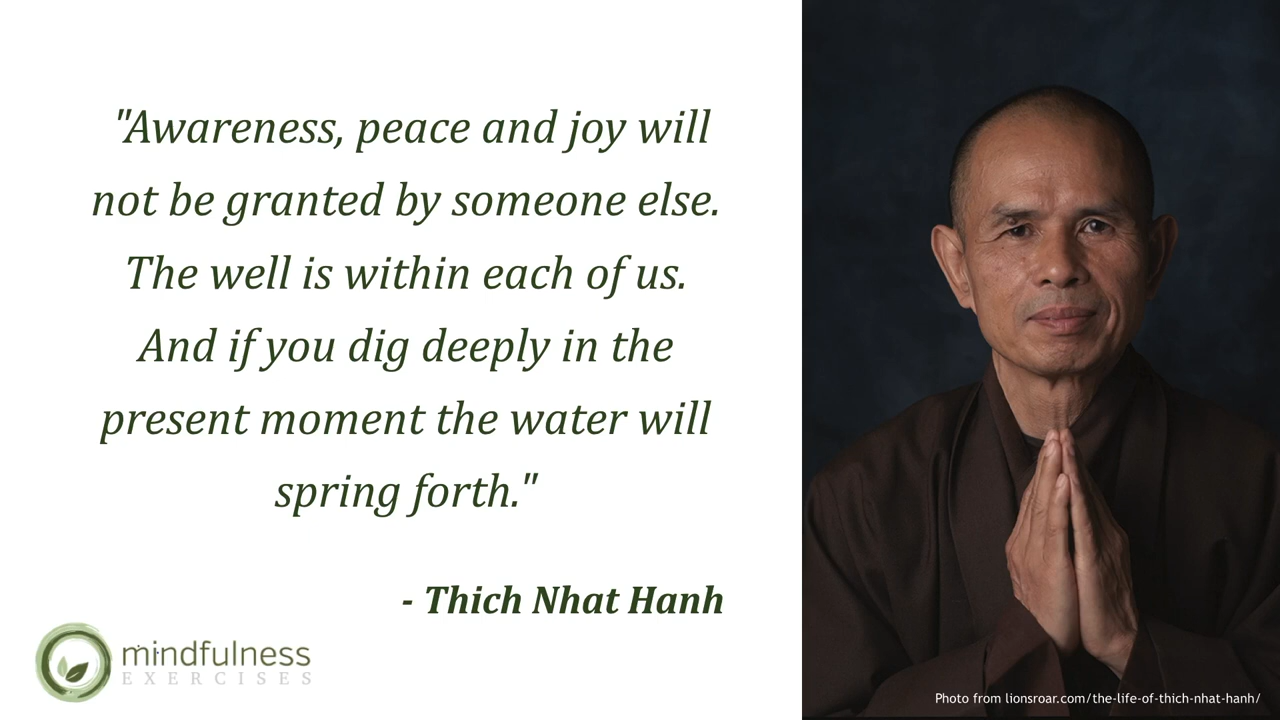 "Awareness, peace and joy will
not be granted by someone else.
The well is within each of us.
And if you dig deeply in the
present moment the water will
spring forth."
- Thich Nhat Hanh
mindfulness
EXERCISES
Photo from lionsroar.com/the-life-of-thich-nhat-hanh/